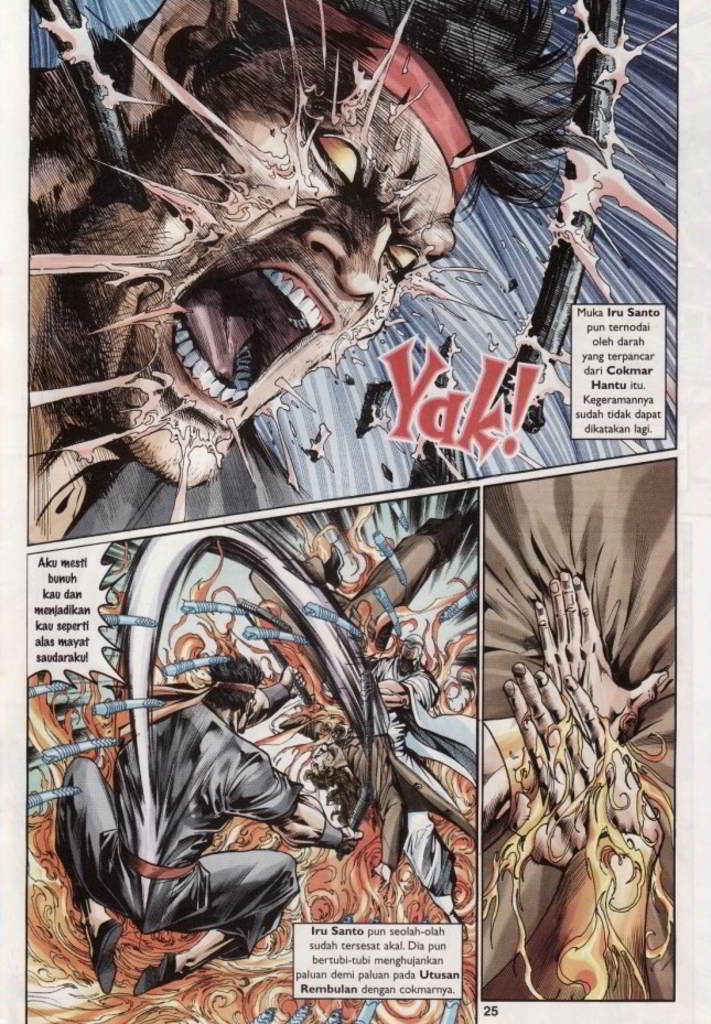 Muka Iru Santo
pun ternodai
oleh darah
yang terpancar
dari Cokmar
Hantu itu.
Kegeramannya
sudah tidak dapat
dikatakan lagi.
Yak!
Aku mesti
bunuh
kau dan
menjadikan
kau seperti
alas mayat
saudaraku!
Iru Santo pun seolah-olah
sudah tersesat akal. Dia pun
bertubi-tubi menghujankan
paluan demi paluan pada Utusan
Rembulan dengan cokmarnya.
25